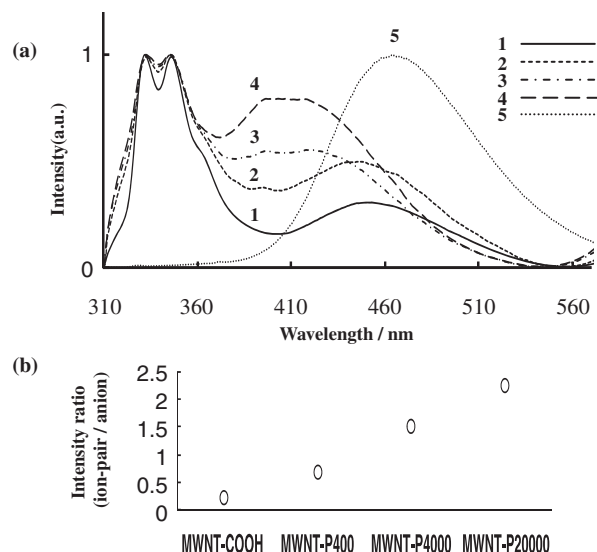 (a)
5
1
1
2
3
4
5
4
3
2
1
Intensity(a.u.)
0
310 360 410 460 510 560
Wavelength / nm
(b)
Intensity ratio
(ion-pair / anion)
2.5
2
1.5
1
0.5
0
MWNT-COOH MWNT-P400 MWNT-P4000 MWNT-P20000